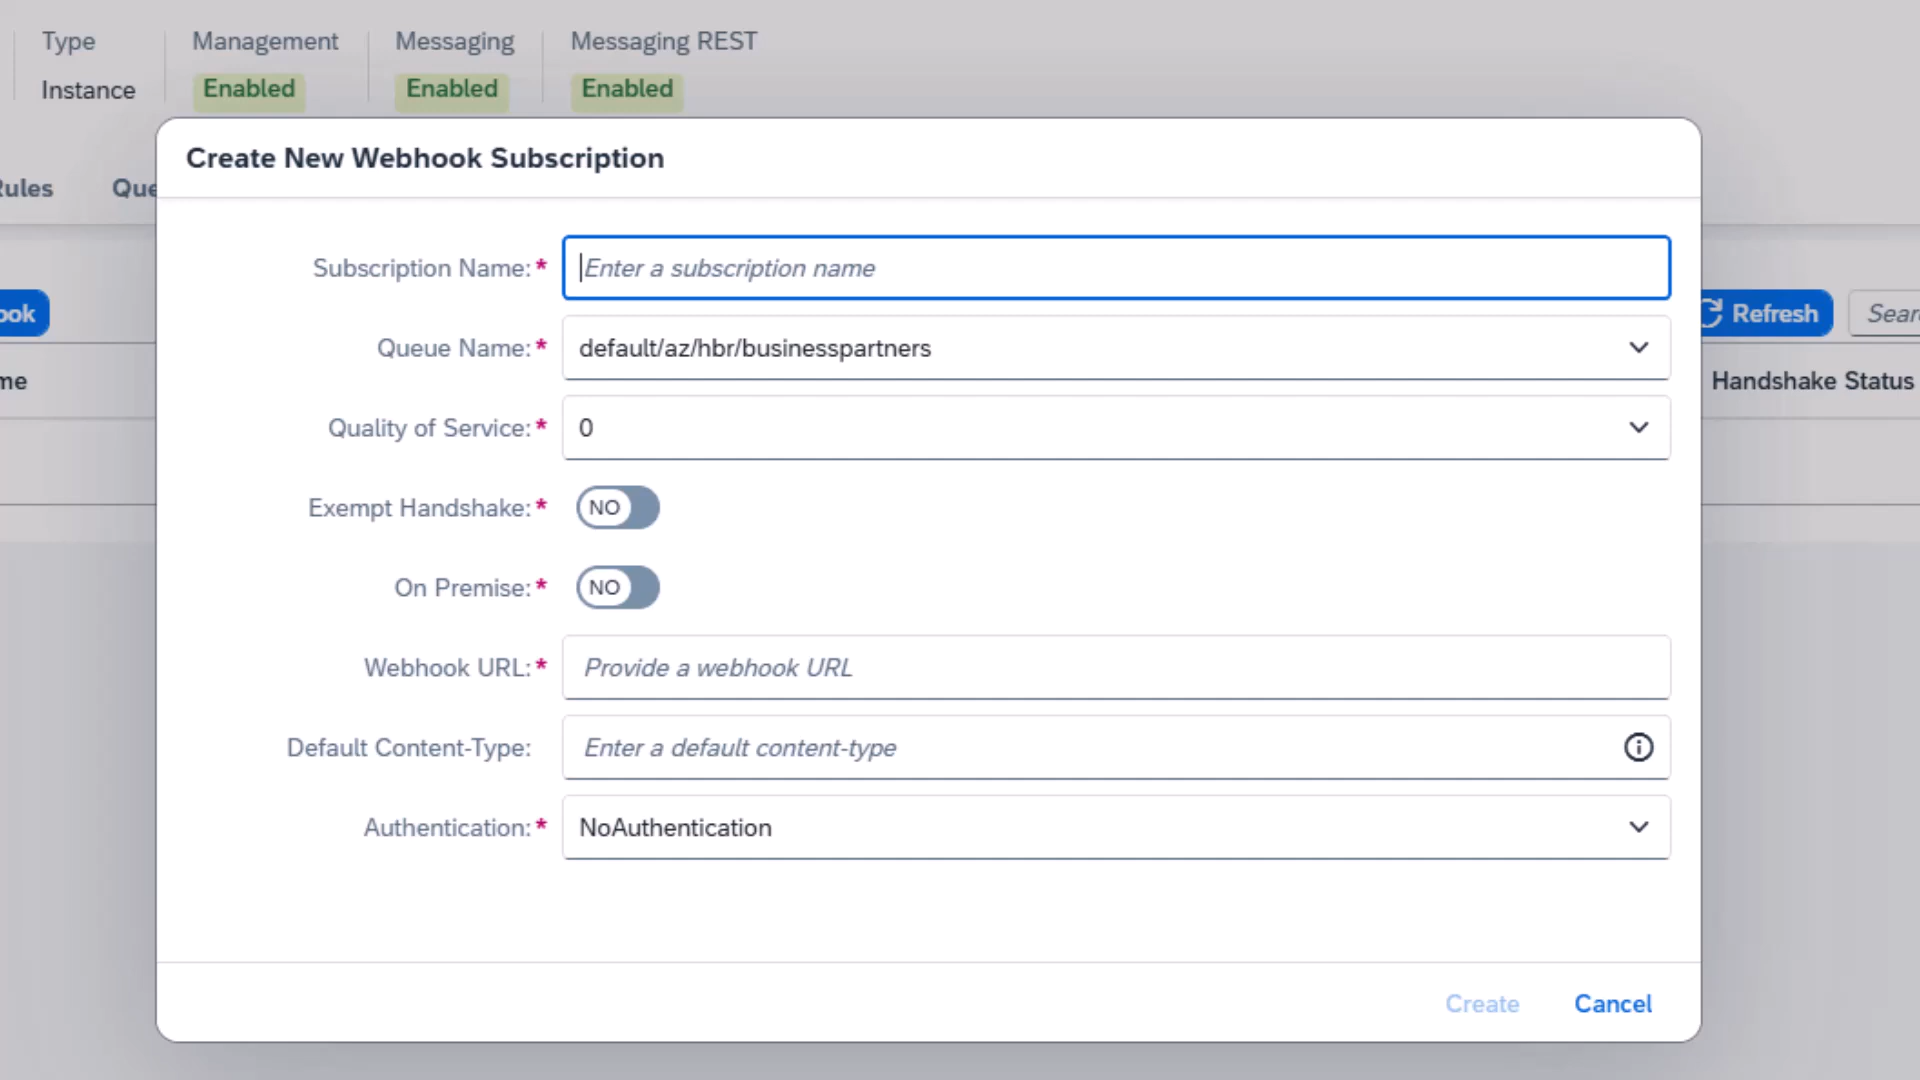 Type Management Messaging Messaging REST
Instance Enabled Enabled Enabled
Create New Webhook Subscription
Rules
Subscription Name:* Enter a subscription name
Refresh
Queue Name:* default/az/hbr/businesspartners
Handshake Status
Quality of Service:* 0
Exempt Handshake:* NO
On Premise:* NO
Webhook URL:* Provide a webhook URL
Default Content-Type: Enter a default content-type
Authentication:* NoAuthentication
Create Cancel